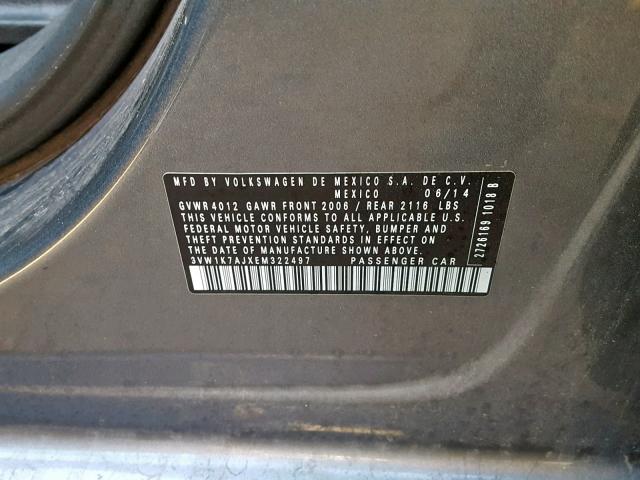 MFD BY VOLKSWAGEN DE MEXICO S.A. DE C.V.
MEXICO 06/14
GVWR 4012 GAWR FRONT 2006 / REAR 2116 LBS
THIS VEHICLE CONFORMS TO ALL APPLICABLE U.S.
FEDERAL MOTOR VEHICLE SAFETY, BUMPER AND
THEFT PREVENTION STANDARDS IN EFFECT ON
THE DATE OF MANUFACTURE SHOWN ABOVE.
3VW1K7AJXEM322497 PASSENGER CAR
2726169 1018 B